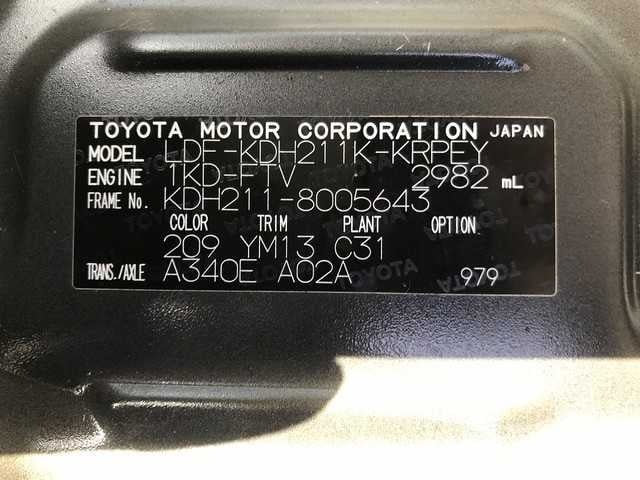 TOYOTA MOTOR CORPORATION JAPAN
MODEL LDF-KDH211K-KRPEY
ENGINE 1KD-FTV 2982 mL
FRAME No. KDH211-8005643
COLOR TRIM PLANT OPTION
209 YM13 C31
TRANS./AXLE A340E A02A 979
TOYOTA